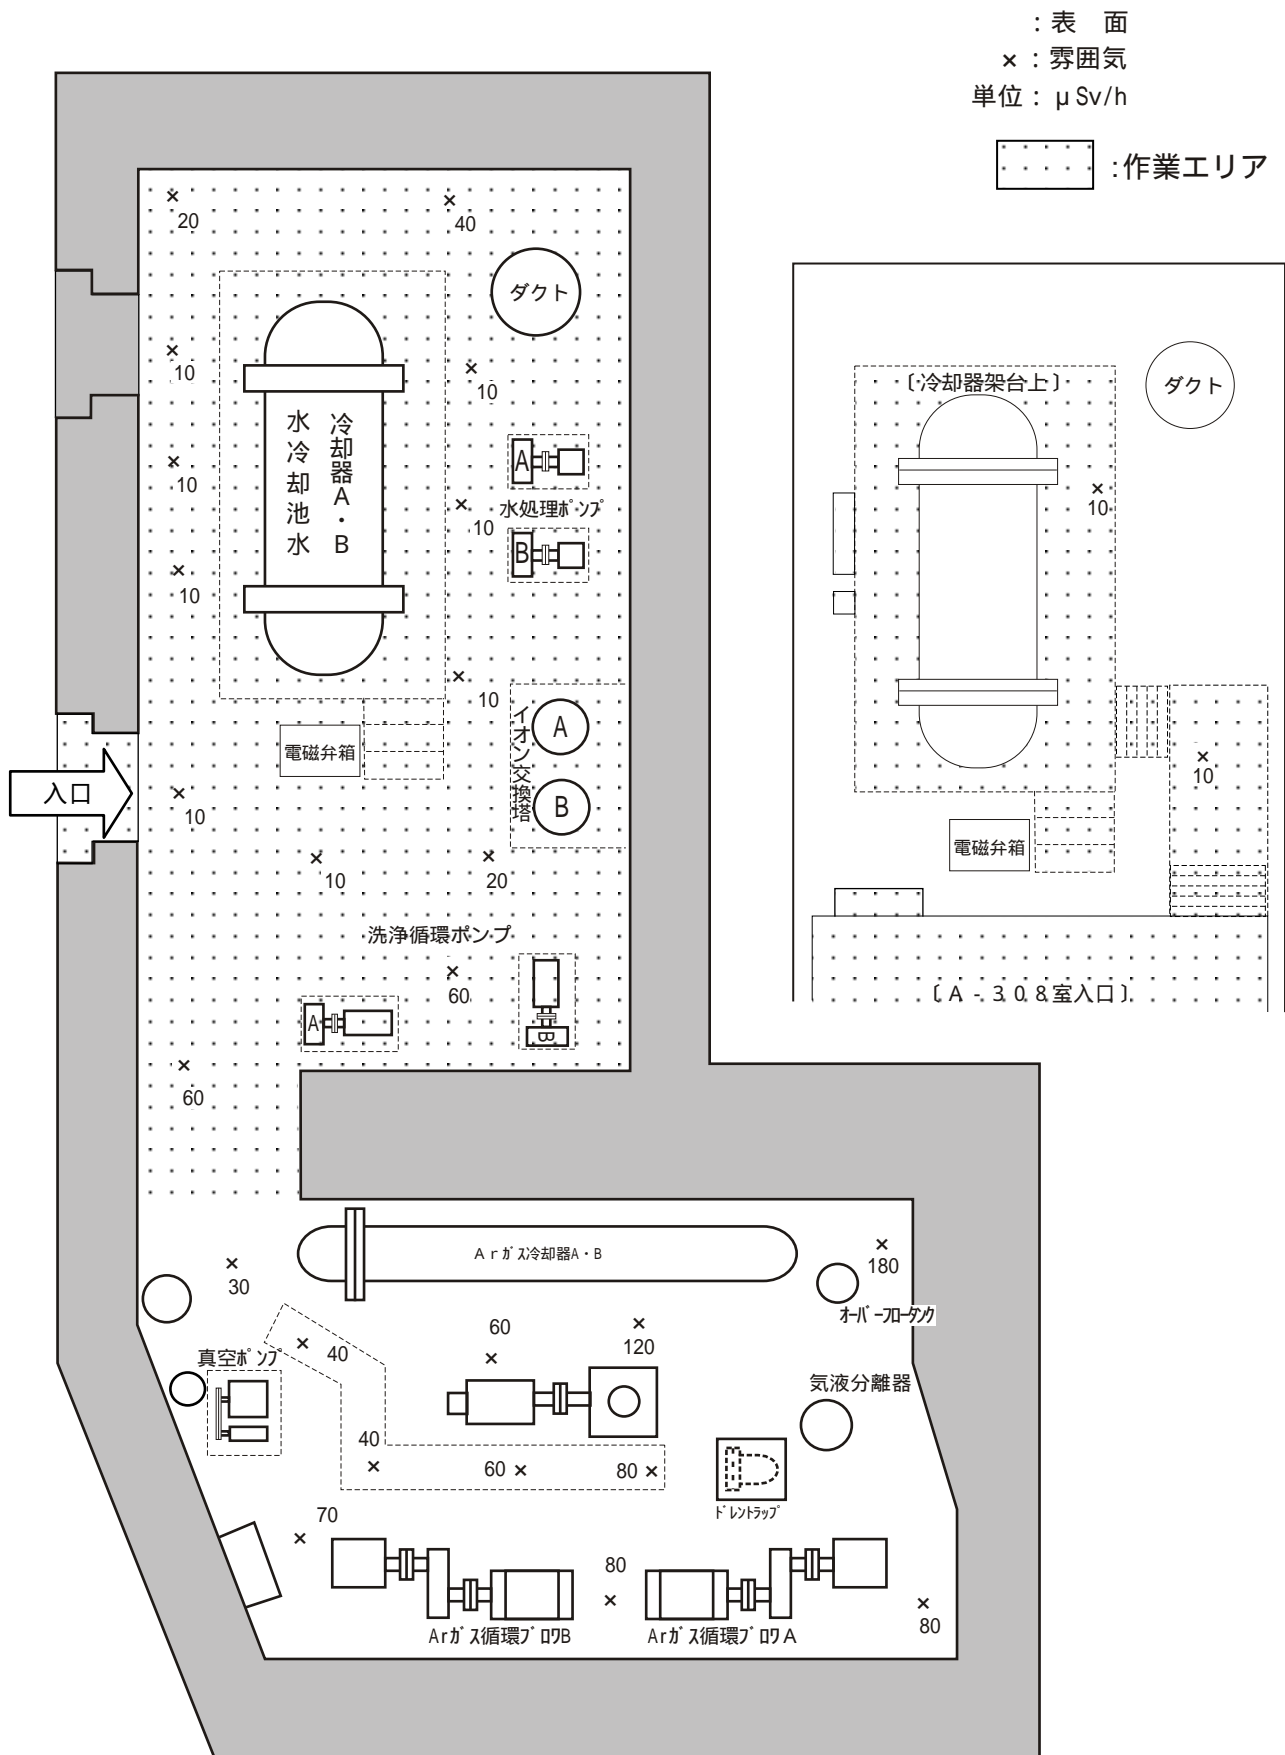 ：表　面
×：雰囲気
単位：μSv/h
：作業エリア
×
20
×
40
ダクト
×
10
×
10
水冷却池水
冷却器A・B
A
水処理ポンプ
B
×
10
×
10
×
10
×
10
イオン交換塔
A
B
電磁弁箱
入口
×
10
×
10
×
20
洗浄循環ポンプ
×
60
A
B
×
60
〔冷却器架台上〕
ダクト
×
10
×
10
電磁弁箱
〔A-308室入口〕
Arガス冷却器A・B
×
180
×
30
オーバーフロータンク
60
×
×
120
×
40
真空ポンプ
気液分離器
40
×
60 ×
80 ×
ドレントラップ
70
×
80
×
×
80
Arガス循環ブロワB
Arガス循環ブロワA